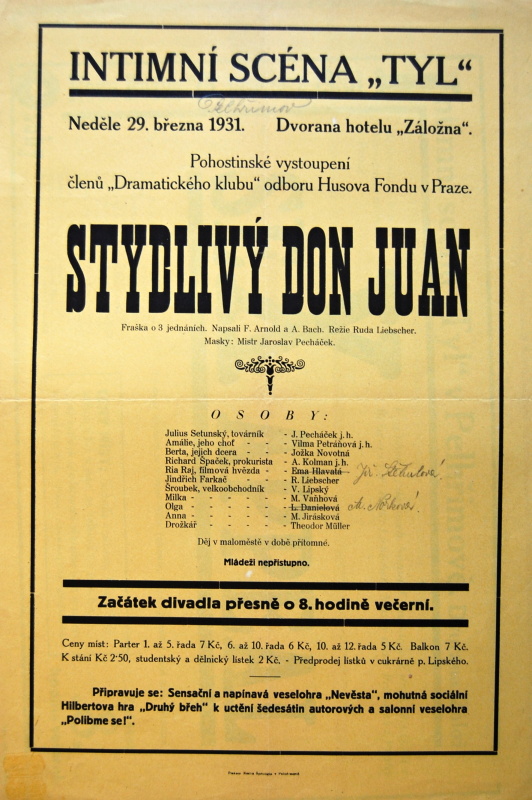 INTIMNÍ SCÉNA „TYL“
Pelhřimov
Neděle 29. března 1931. Dvorana hotelu „Záložna“.
Pohostinské vystoupení
členů „Dramatického klubu“ odboru Husova Fondu v Praze.
STYDLIVÝ DON JUAN
Fraška o 3 jednáních. Napsali F. Arnold a A. Bach. Režie Ruda Liebscher.
Masky: Mistr Jaroslav Pecháček.
OSOBY:
Julius Setunský, továrník - J. Pecháček j. h.
Amálie, jeho choť - - - Vilma Petráňová j. h.
Berta, jejich dcera - - - Jožka Novotná
Richard Špaček, prokurista - A. Kolman j. h.
Ria Raj, filmová hvězda - - Ema Hlavatá
Jindřich Farkač - - - R. Liebscher
Šroubek, velkoobchodník - V. Lipský
Milka - - - - - - M. Vaňhová
Olga - - - - - - L. Danielová
Anna - - - - - - M. Jirásková
Drožkář - - - - - Theodor Müller
Děj v maloměstě v době přítomné.
Mládeži nepřístupno.
Začátek divadla přesně o 8. hodině večerní.
Ceny míst: Parter 1. až 5. řada 7 Kč, 6. až 10. řada 6 Kč, 10. až 12. řada 5 Kč. Balkon 7 Kč.
K stání Kč 2·50, studentský a dělnický lístek 2 Kč. - Předprodej lístků v cukrárně p. Lipského.
Připravuje se: Sensační a napínavá veselohra „Nevěsta“, mohutná sociální
Hilbertova hra „Druhý břeh“ k uctění šedesátin autorových a salonní veselohra
„Polibme se!“.